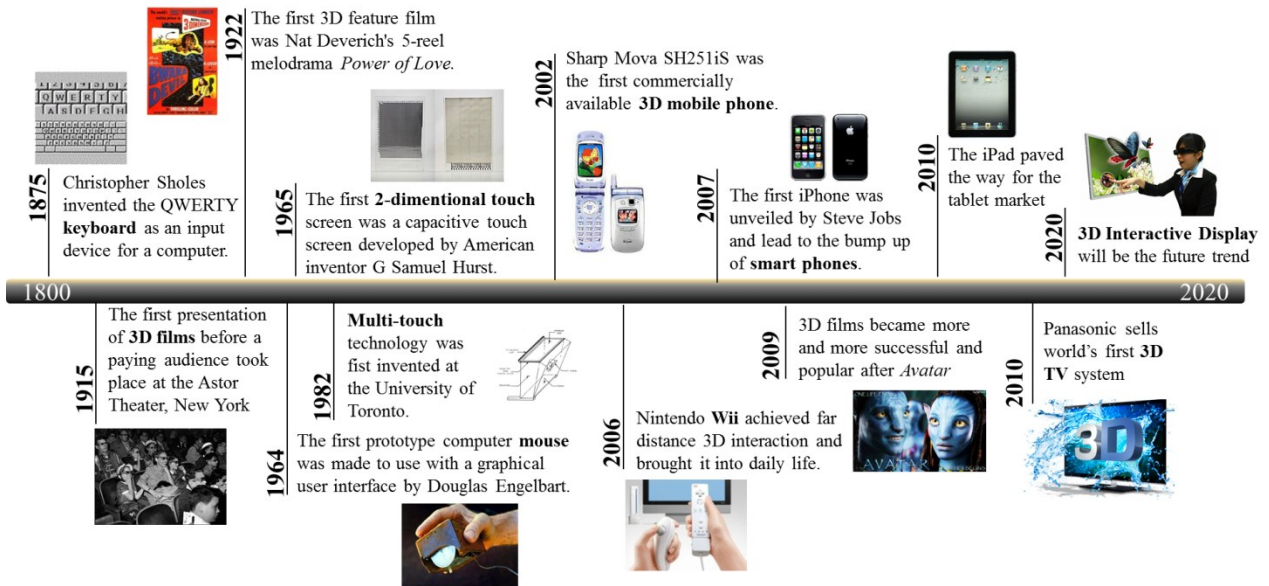 1875
Christopher Sholes
invented the QWERTY
keyboard as an input
device for a computer.
1922
The first 3D feature film
was Nat Deverich's 5-reel
melodrama Power of Love.
1965
The first 2-dimentional touch
screen was a capacitive touch
screen developed by American
inventor G Samuel Hurst.
2002
Sharp Mova SH251iS was
the first commercially
available 3D mobile phone.
2007
The first iPhone was
unveiled by Steve Jobs
and lead to the bump up
of smart phones.
2010
The iPad paved
the way for the
tablet market
2020
3D Interactive Display
will be the future trend
1800
2020
1915
The first presentation
of 3D films before a
paying audience took
place at the Astor
Theater, New York
1964
The first prototype computer mouse
was made to use with a graphical
user interface by Douglas Engelbart.
1982
Multi-touch
technology was
fist invented at
the University of
Toronto.
2006
Nintendo Wii achieved far
distance 3D interaction and
brought it into daily life.
2009
3D films became more
and more successful and
popular after Avatar
AVATAR
2010
Panasonic sells
world's first 3D
TV system
3D
QWERTY
ASDFGH
3 DIMENSION
BWANA
DEVIL